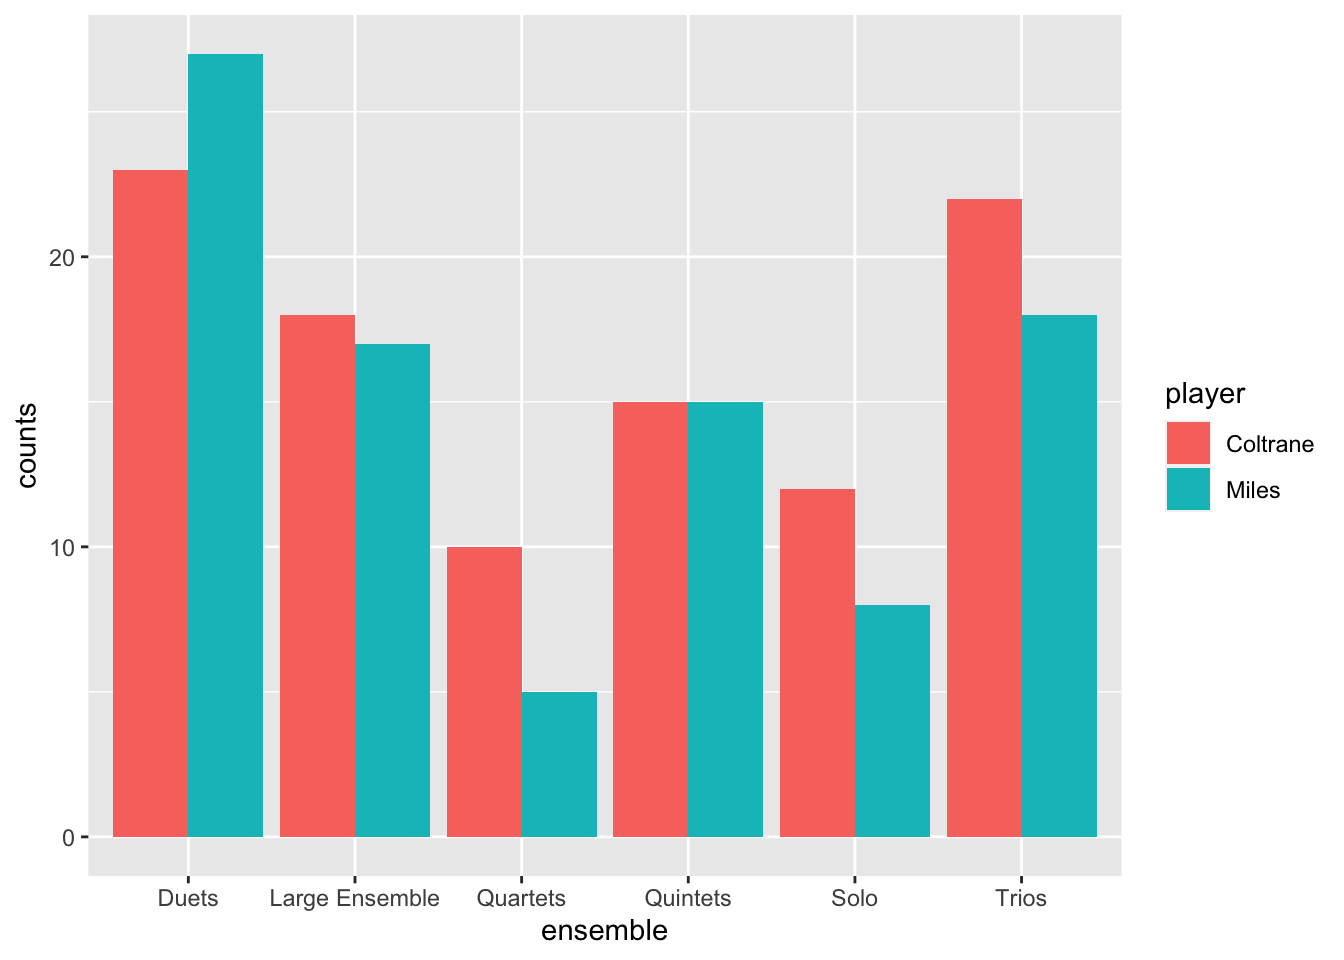 20
10
0
counts
Duets
Large Ensemble
Quartets
Quintets
Solo
Trios
ensemble
player
Coltrane
Miles